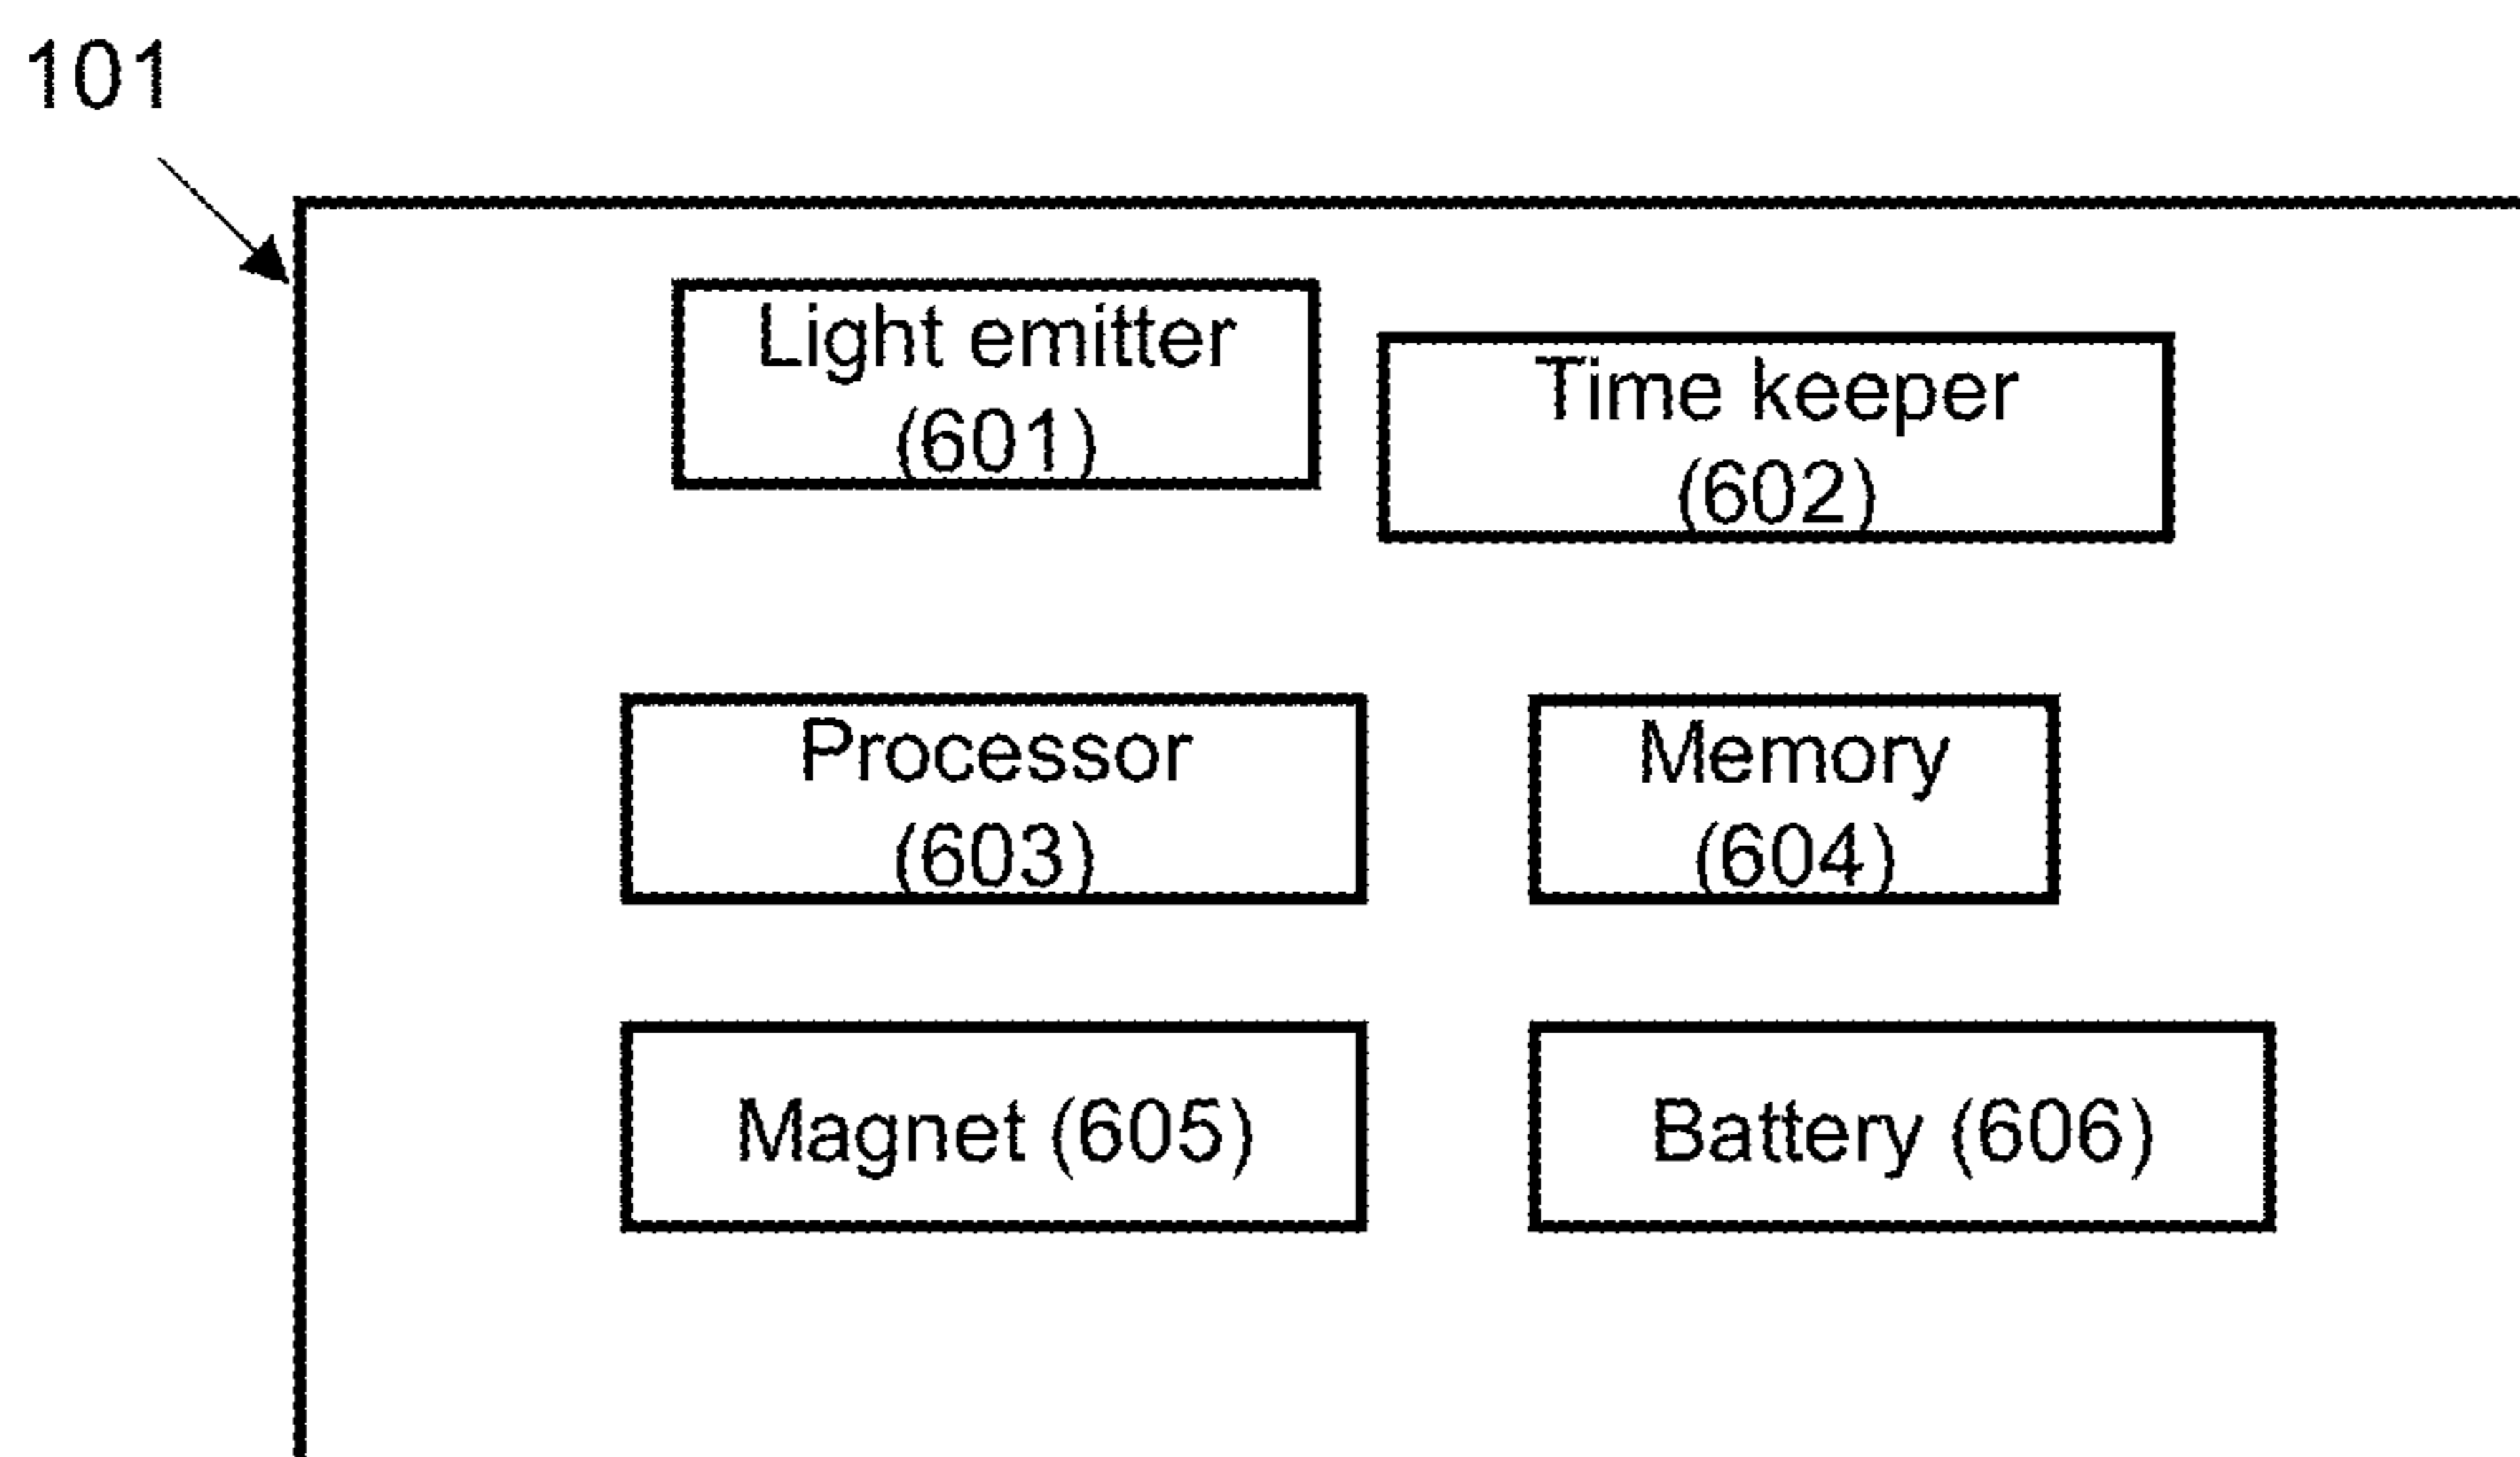 101
Light emitter
(601)
Time keeper
(602)
Processor
(603)
Memory
(604)
Magnet (605)
Battery (606)